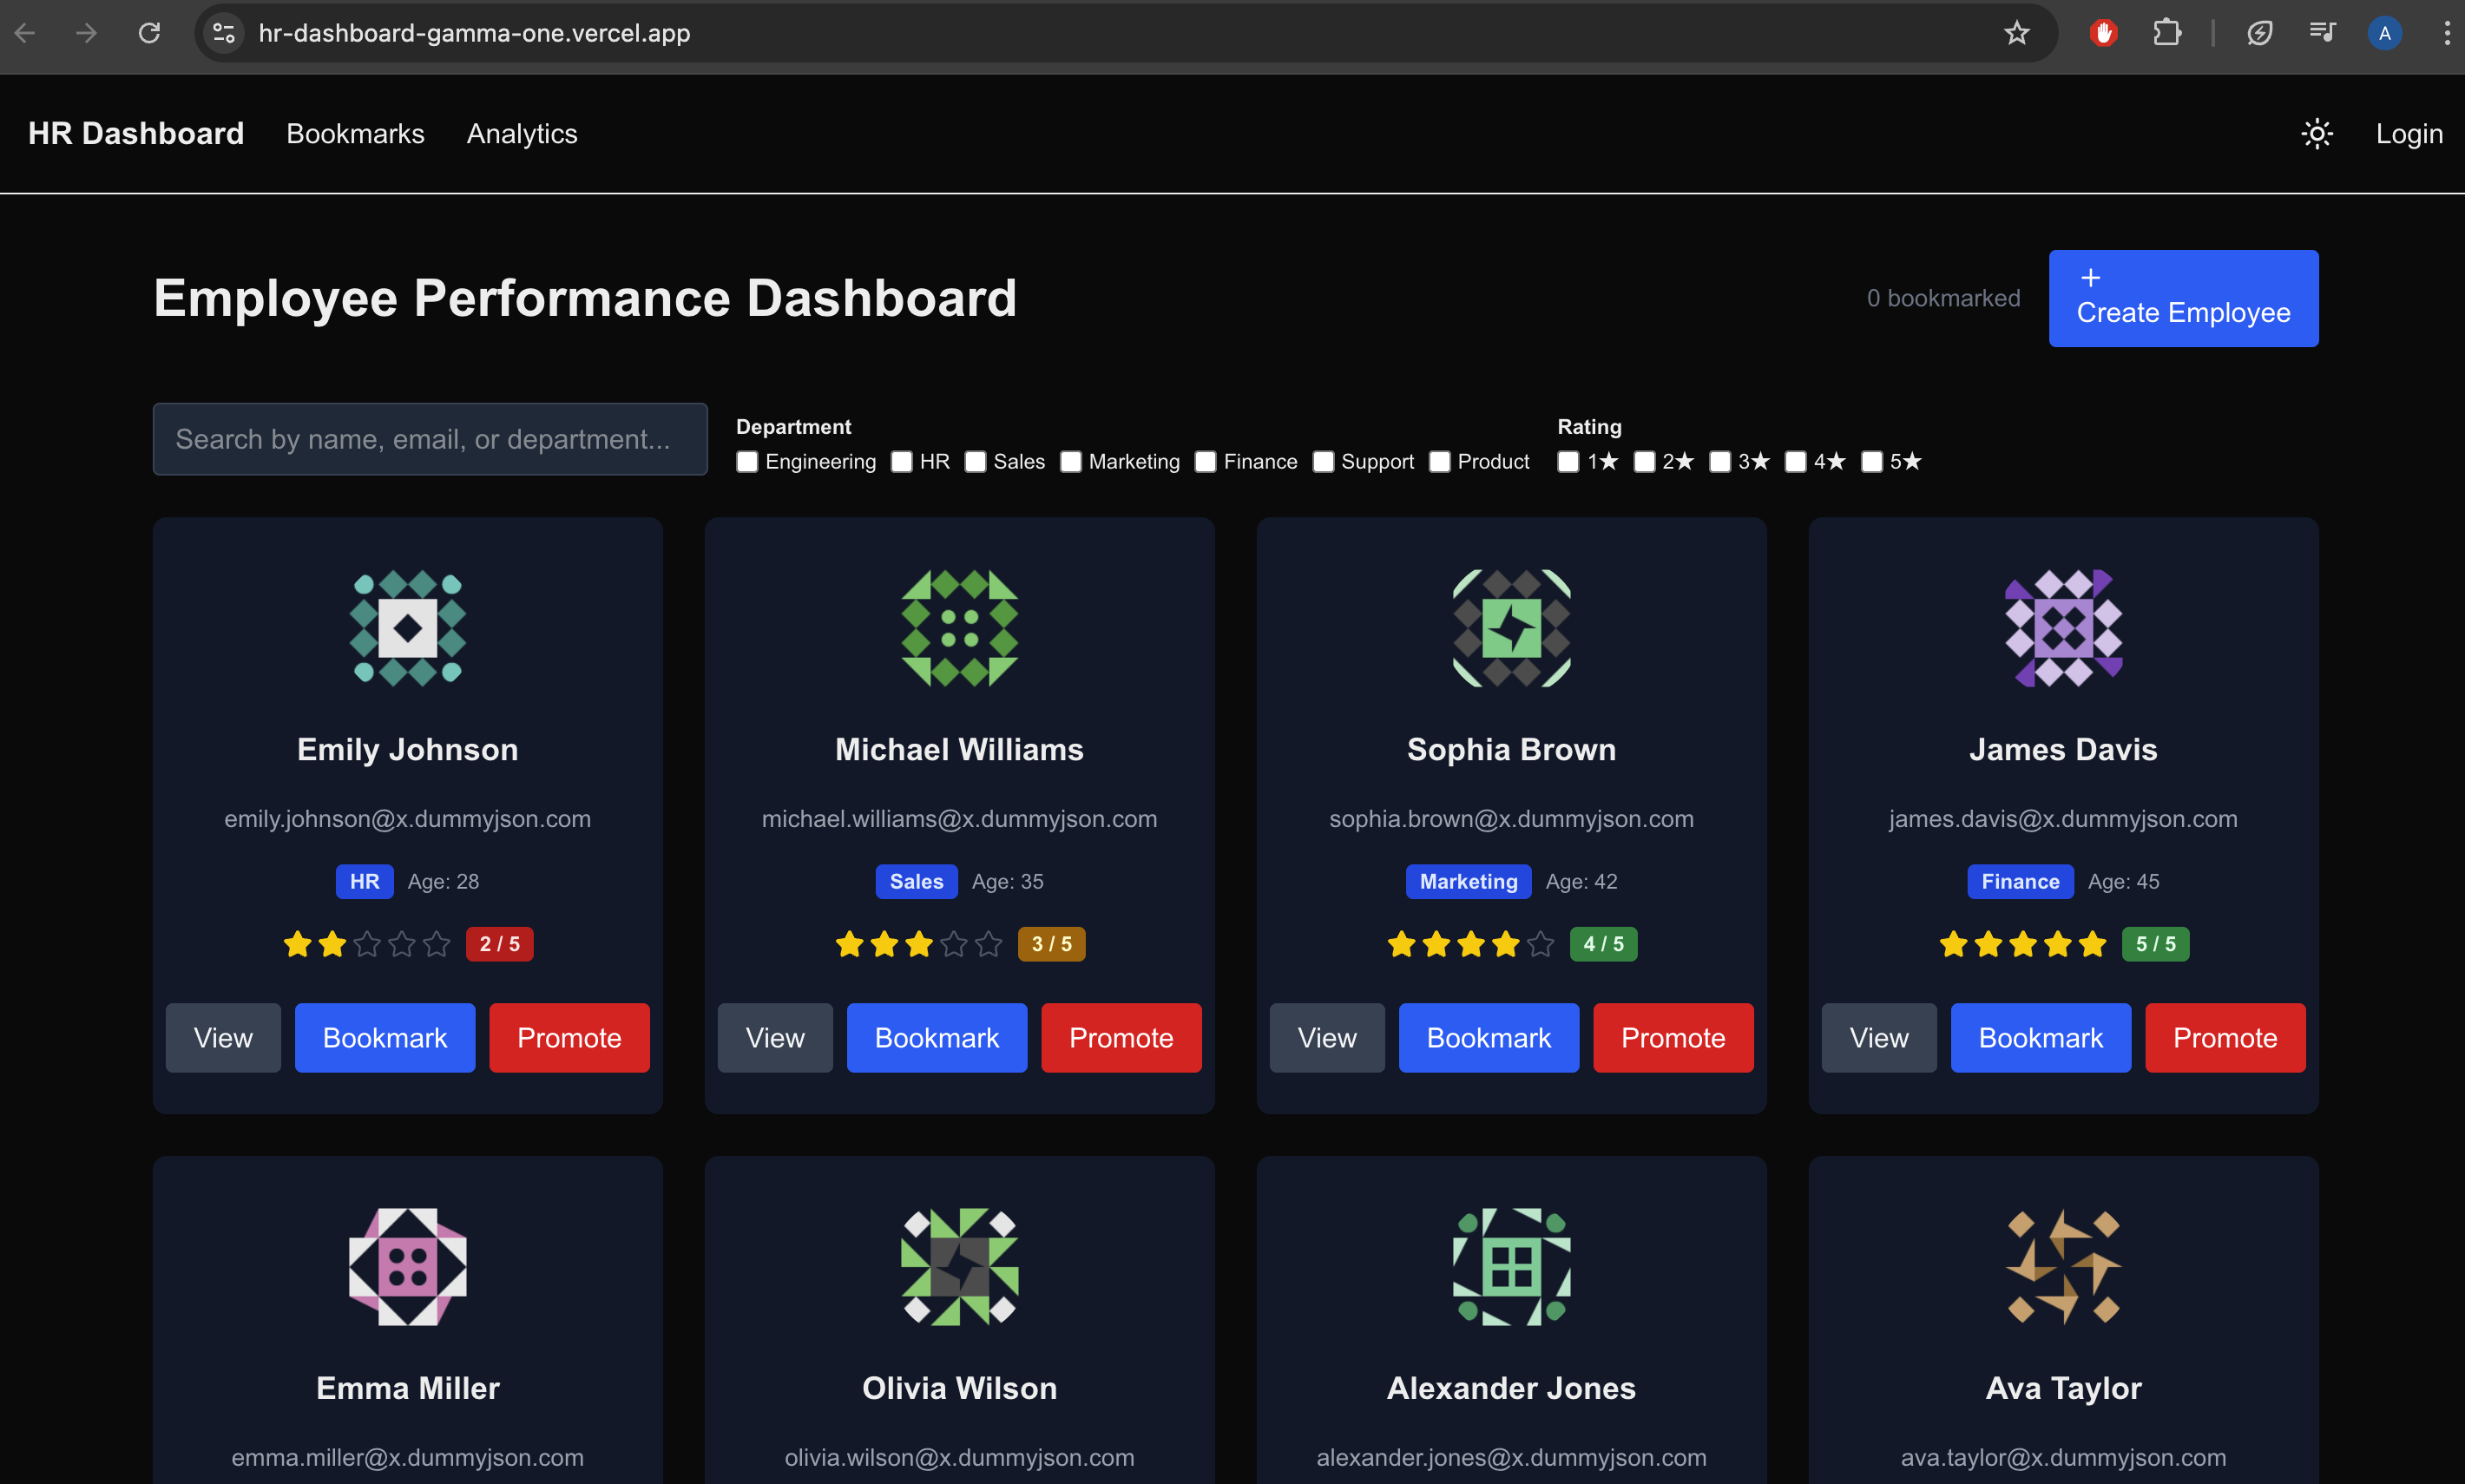 hr-dashboard-gamma-one.vercel.app
A
HR Dashboard Bookmarks Analytics Login
Employee Performance Dashboard
0 bookmarked
+
Create Employee
Search by name, email, or department...
Department
Engineering HR Sales Marketing Finance Support Product
Rating
1★ 2★ 3★ 4★ 5★
Emily Johnson
emily.johnson@x.dummyjson.com
HR Age: 28
2 / 5
View Bookmark Promote
Michael Williams
michael.williams@x.dummyjson.com
Sales Age: 35
3 / 5
View Bookmark Promote
Sophia Brown
sophia.brown@x.dummyjson.com
Marketing Age: 42
4 / 5
View Bookmark Promote
James Davis
james.davis@x.dummyjson.com
Finance Age: 45
5 / 5
View Bookmark Promote
Emma Miller
emma.miller@x.dummyjson.com
Olivia Wilson
olivia.wilson@x.dummyjson.com
Alexander Jones
alexander.jones@x.dummyjson.com
Ava Taylor
ava.taylor@x.dummyjson.com